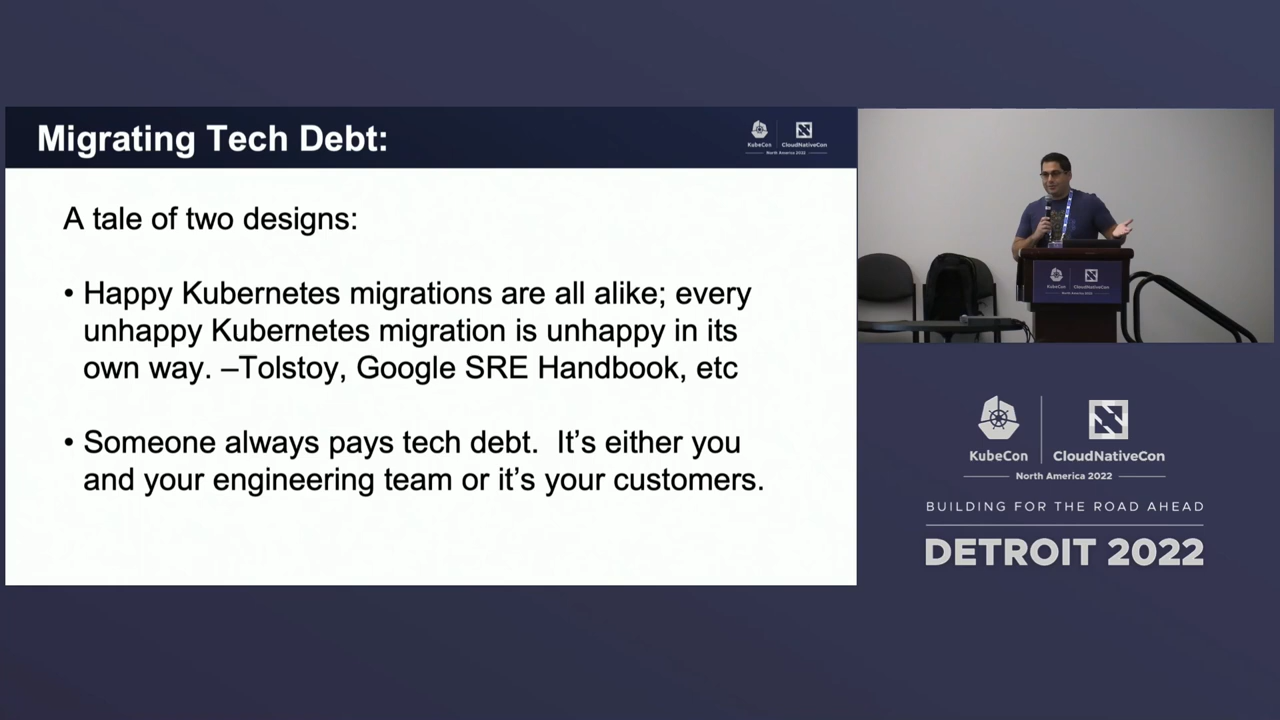 Migrating Tech Debt:
KubeCon
CloudNativeCon
North America 2022
A tale of two designs:
• Happy Kubernetes migrations are all alike; every
unhappy Kubernetes migration is unhappy in its
own way. –Tolstoy, Google SRE Handbook, etc
• Someone always pays tech debt.  It’s either you
and your engineering team or it’s your customers.
KubeCon
CloudNativeCon
KubeCon
CloudNativeCon
North America 2022
BUILDING FOR THE ROAD AHEAD
DETROIT 2022